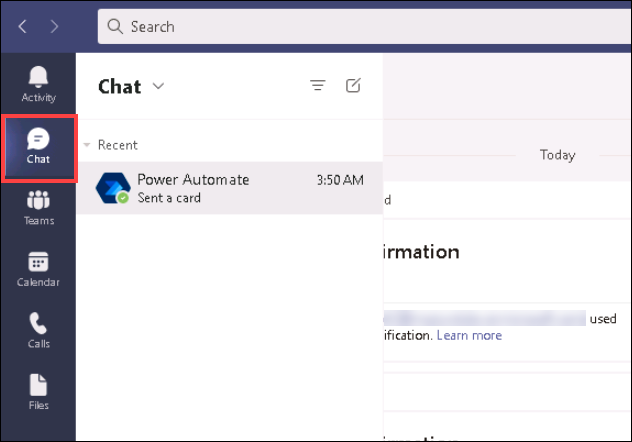 Search
Activity
Chat
Teams
Calendar
Calls
Files
Chat
Recent
Power Automate 3:50 AM
Sent a card
Today
d
irmation
used
ification. Learn more
irmation